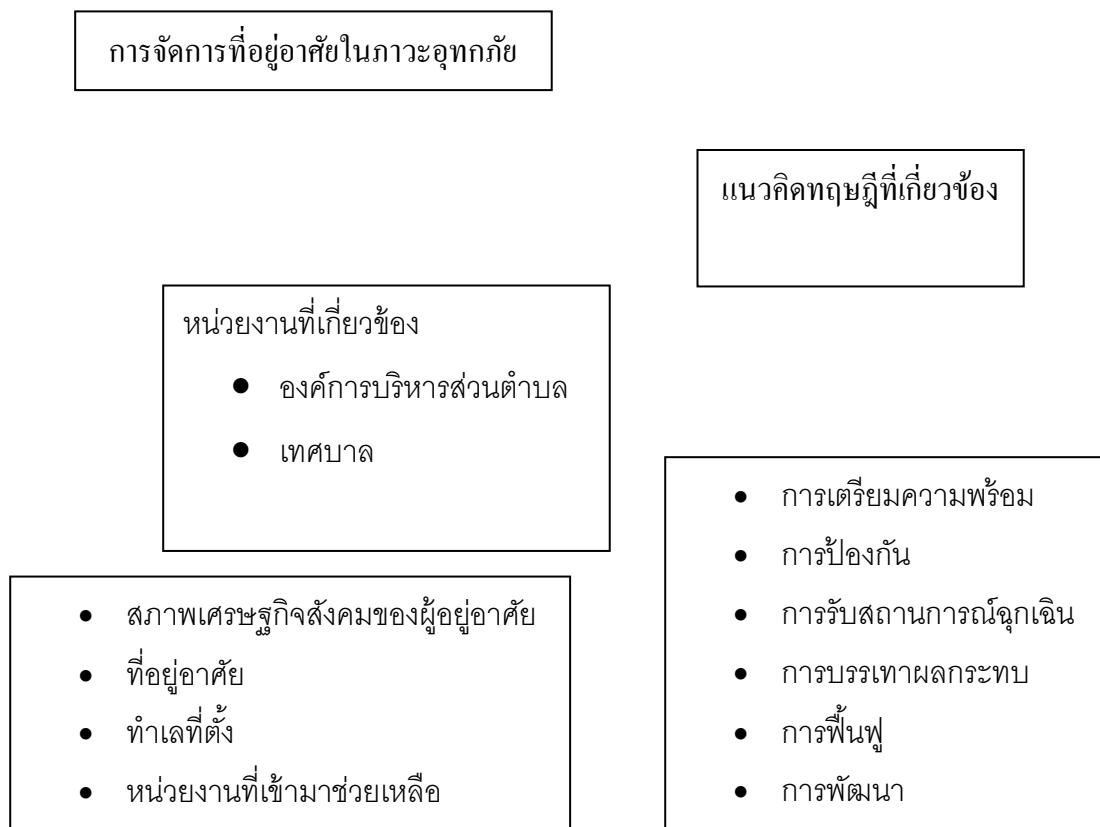 การจัดการที่อยู่อาศัยในภาวะอุทกภัย
แนวคิดทฤษฎีที่เกี่ยวข้อง
หน่วยงานที่เกี่ยวข้อง
● องค์การบริหารส่วนตำบล
● เทศบาล
• สภาพเศรษฐกิจสังคมของผู้อยู่อาศัย
• ที่อยู่อาศัย
• ทำเลที่ตั้ง
• หน่วยงานที่เข้ามาช่วยเหลือ
• การเตรียมความพร้อม
• การป้องกัน
• การรับสถานการณ์ฉุกเฉิน
• การบรรเทาผลกระทบ
• การฟื้นฟู
• การพัฒนา